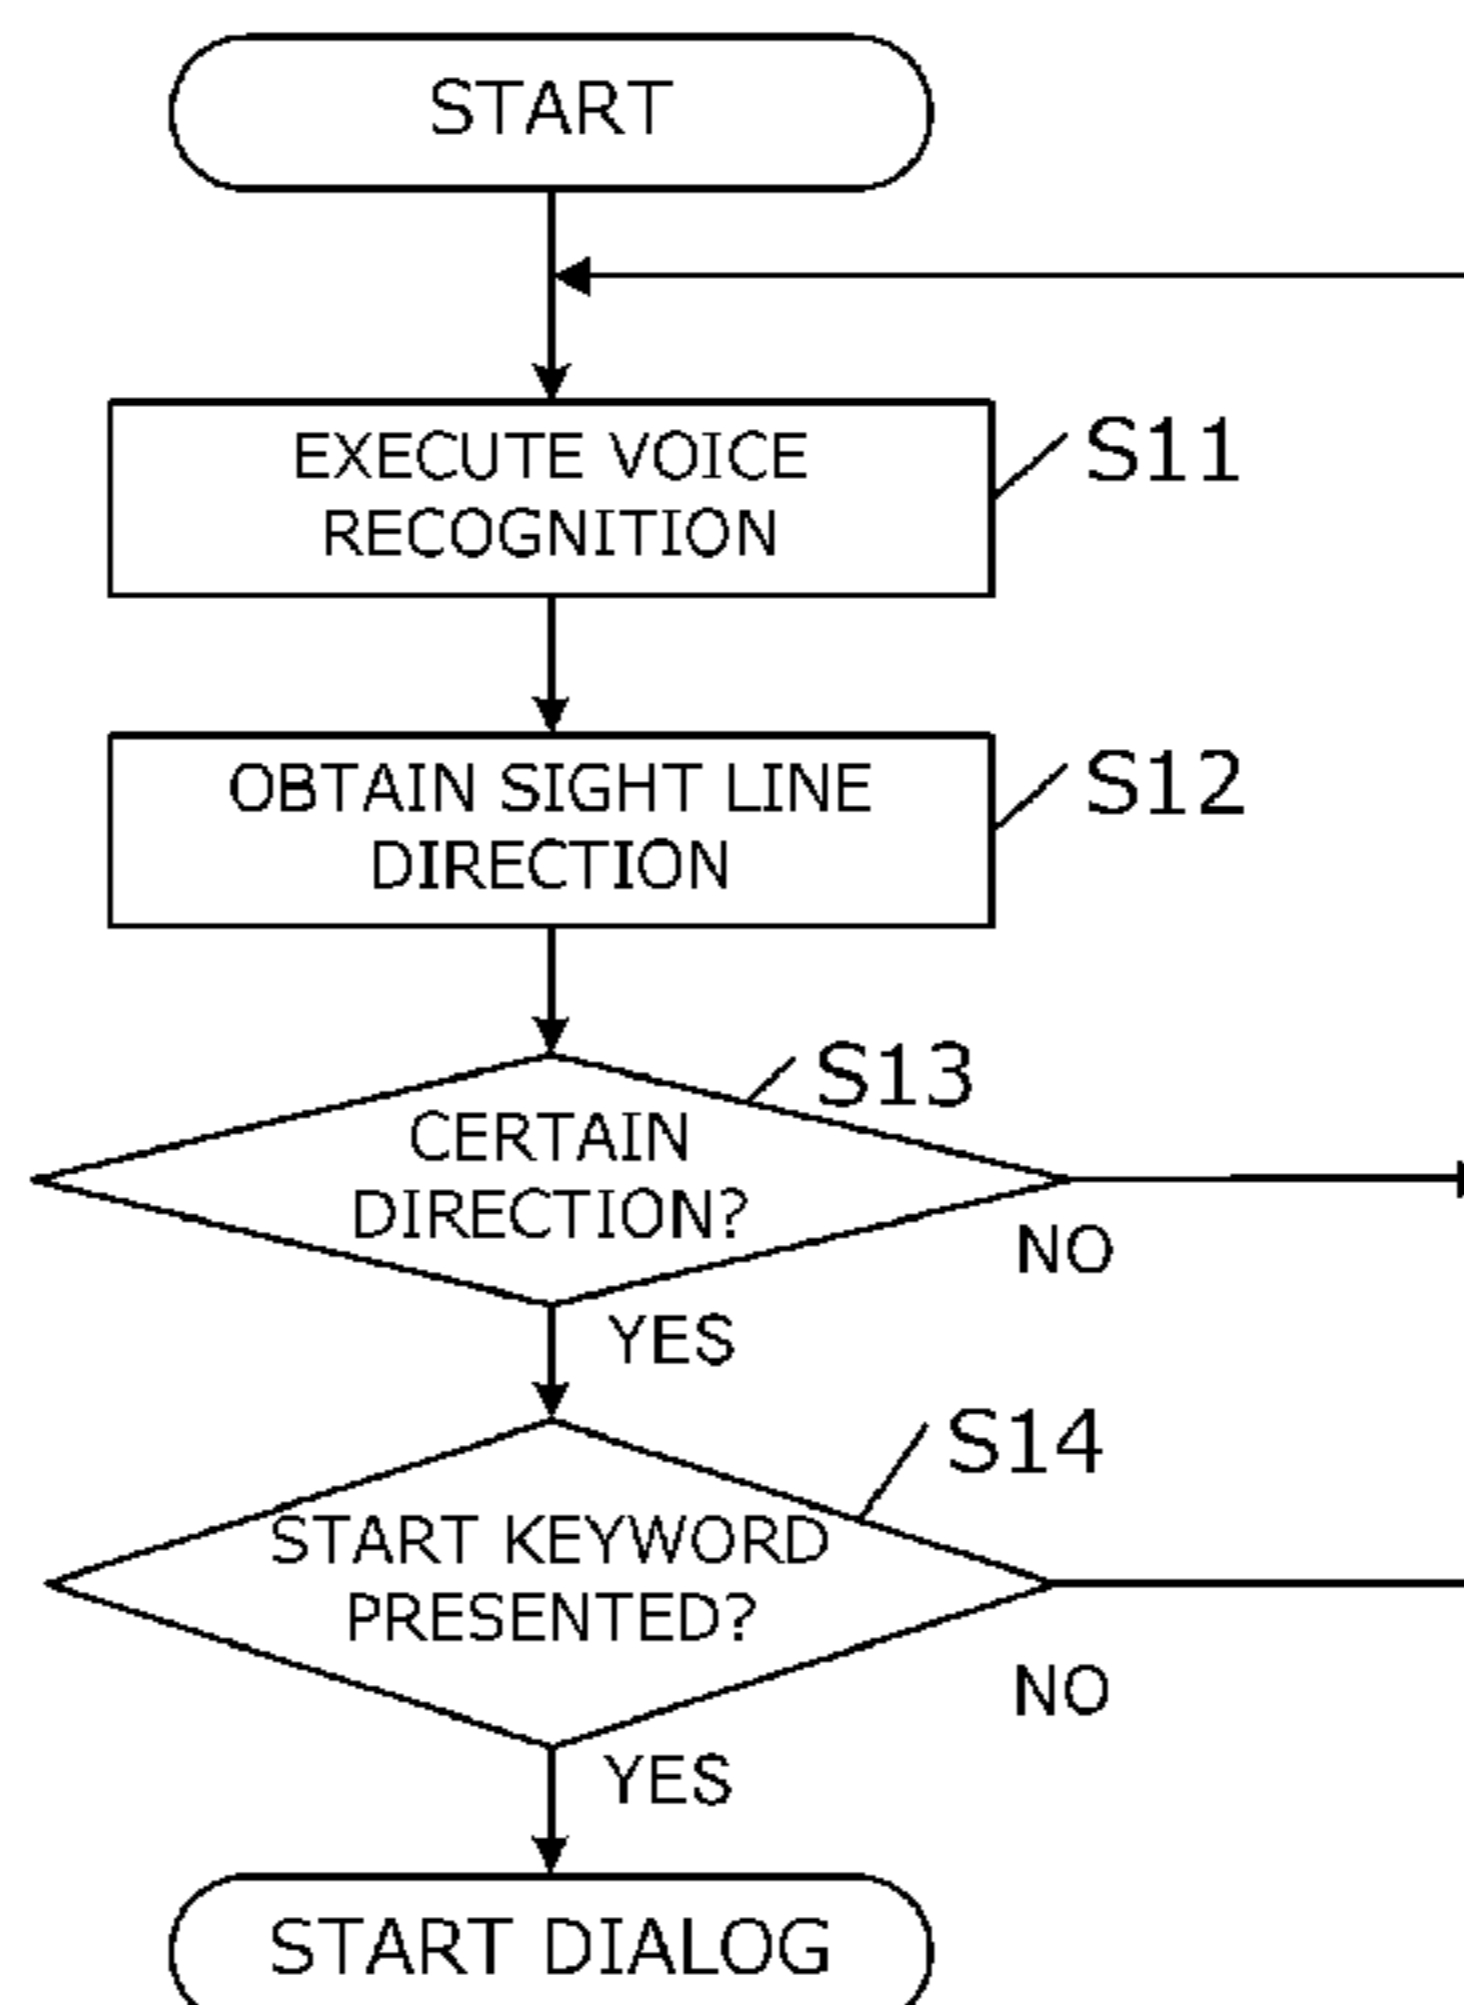 START
EXECUTE VOICE
RECOGNITION
S11
OBTAIN SIGHT LINE
DIRECTION
S12
S13
CERTAIN
DIRECTION?
NO
YES
S14
START KEYWORD
PRESENTED?
NO
YES
START DIALOG